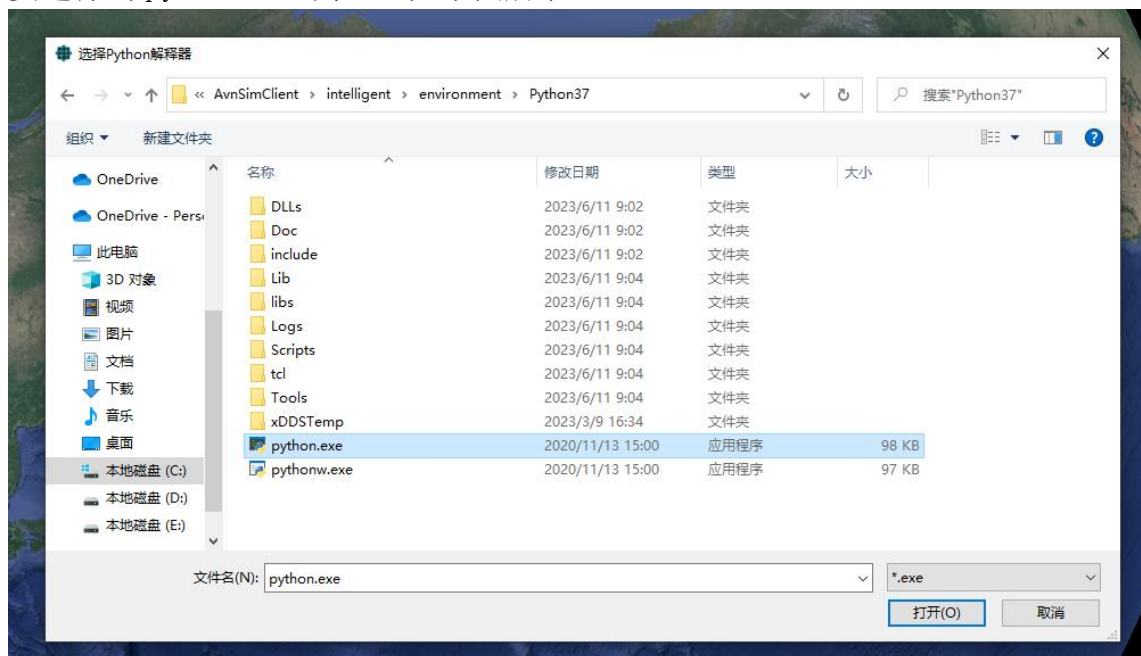 选择Python解释器
« AvnSimClient › intelligent › environment › Python37
搜索"Python37"
组织 新建文件夹
名称 修改日期 类型 大小
OneDrive
OneDrive - Pers
此电脑
3D 对象
视频
图片
文档
下载
音乐
桌面
本地磁盘 (C:)
本地磁盘 (D:)
本地磁盘 (E:)
DLLs 2023/6/11 9:02 文件夹
Doc 2023/6/11 9:02 文件夹
include 2023/6/11 9:02 文件夹
Lib 2023/6/11 9:04 文件夹
libs 2023/6/11 9:04 文件夹
Logs 2023/6/11 9:04 文件夹
Scripts 2023/6/11 9:04 文件夹
tcl 2023/6/11 9:04 文件夹
Tools 2023/6/11 9:04 文件夹
xDDSTemp 2023/3/9 16:34 文件夹
python.exe 2020/11/13 15:00 应用程序 98 KB
pythonw.exe 2020/11/13 15:00 应用程序 97 KB
文件名(N): python.exe
*.exe
打开(O) 取消